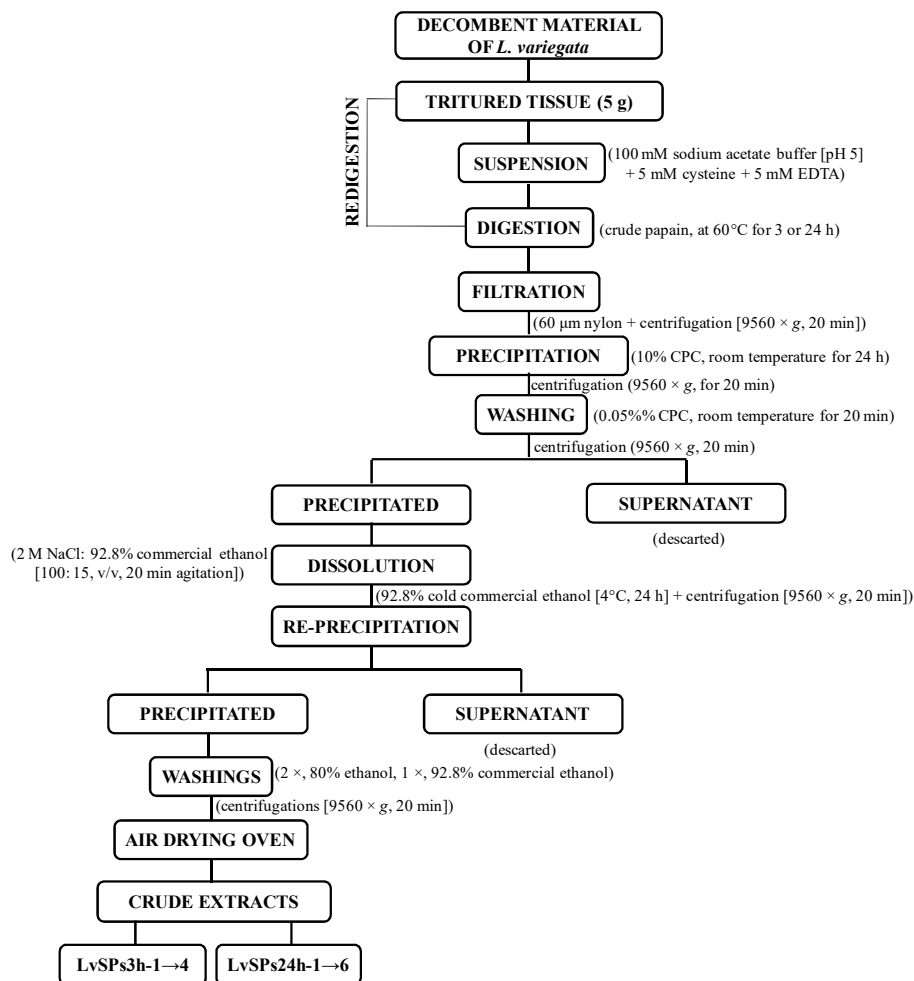 DECOMBENT MATERIAL
OF L. variegata
TRITURED TISSUE (5 g)
REDIGESTION
SUSPENSION
(100 mM sodium acetate buffer [pH 5]
+ 5 mM cysteine + 5 mM EDTA)
DIGESTION
(crude papain, at 60°C for 3 or 24 h)
FILTRATION
(60 μm nylon + centrifugation [9560 × g, 20 min])
PRECIPITATION
(10% CPC, room temperature for 24 h)
centrifugation (9560 × g, for 20 min)
WASHING
(0.05%% CPC, room temperature for 20 min)
centrifugation (9560 × g, 20 min)
PRECIPITATED
SUPERNATANT
(descarted)
(2 M NaCl: 92.8% commercial ethanol
[100: 15, v/v, 20 min agitation])
DISSOLUTION
(92.8% cold commercial ethanol [4°C, 24 h] + centrifugation [9560 × g, 20 min])
RE-PRECIPITATION
PRECIPITATED
SUPERNATANT
(descarted)
WASHINGS
(2 ×, 80% ethanol, 1 ×, 92.8% commercial ethanol)
(centrifugations [9560 × g, 20 min])
AIR DRYING OVEN
CRUDE EXTRACTS
LvSPs3h-1→4
LvSPs24h-1→6